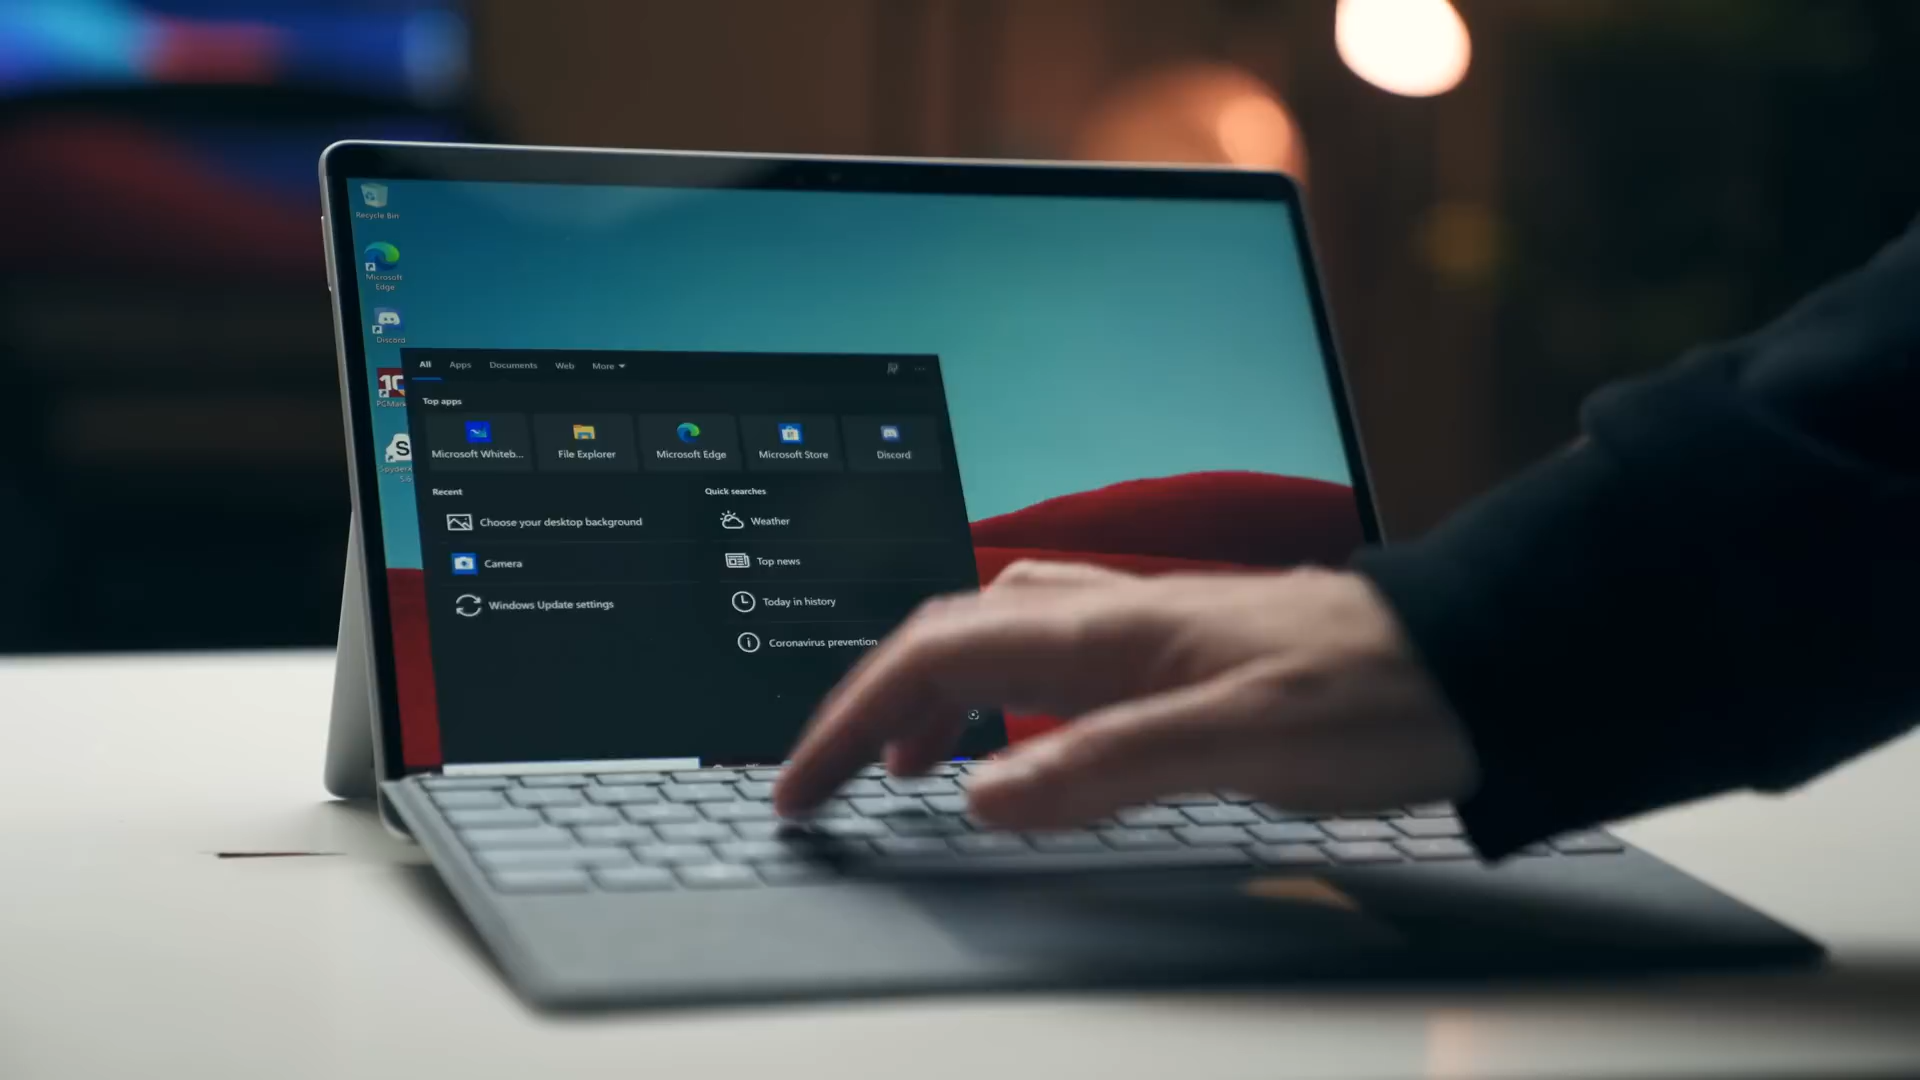 Recycle Bin
Microsoft
Edge
Discord
10
PCMark
S
All Apps Documents Web More
Top apps
Microsoft Whiteb... File Explorer Microsoft Edge Microsoft Store Discord
Recent
Choose your desktop background
Camera
Windows Update settings
Quick searches
Weather
Top news
Today in history
Coronavirus prevention